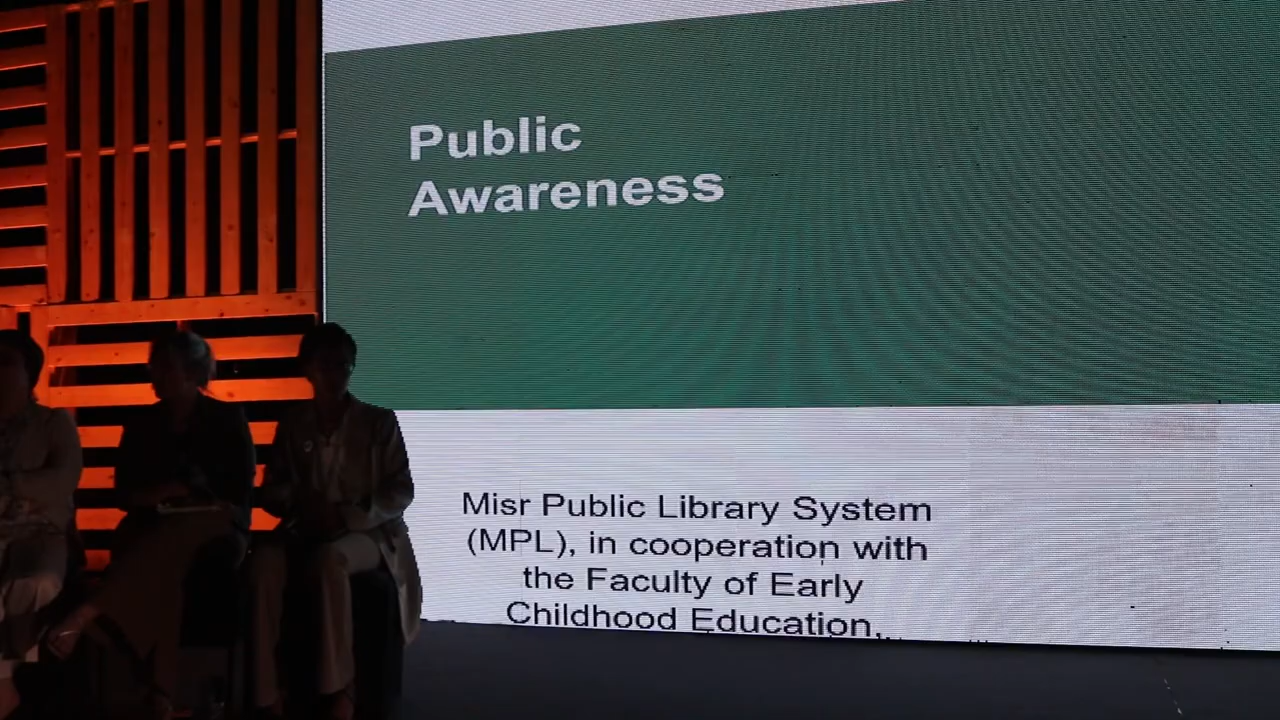 Public
Awareness
Misr Public Library System
(MPL), in cooperation with
the Faculty of Early
Childhood Education,